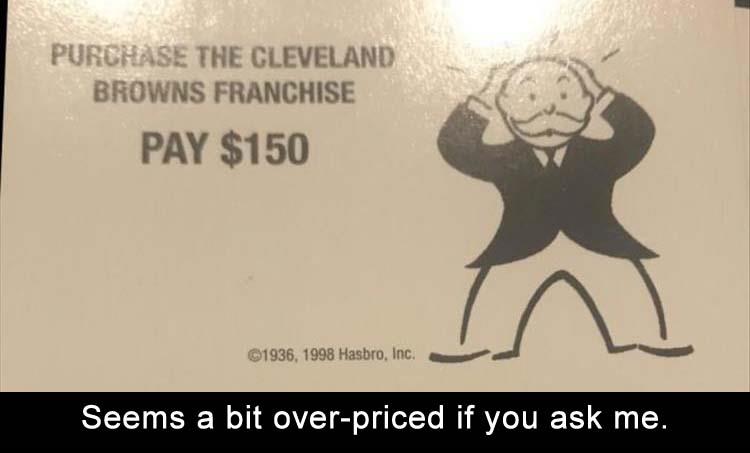 PURCHASE THE CLEVELAND
BROWNS FRANCHISE
PAY $150
©1936, 1998 Hasbro, Inc.
Seems a bit over-priced if you ask me.